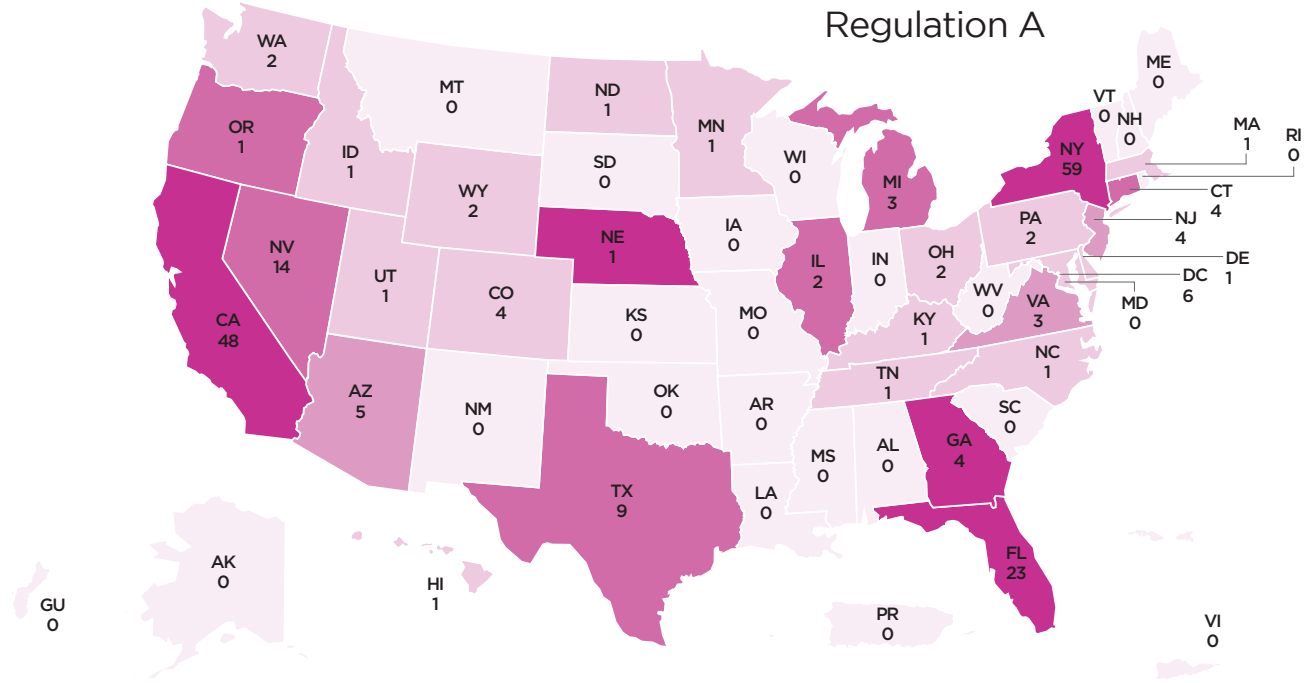 Regulation A
WA
2
MT
0
ND
1
MN
1
ME
0
VT
0
NH
0
MA
1
RI
0
OR
1
ID
1
SD
0
WI
0
MI
3
NY
59
CT
4
WY
2
NJ
4
NE
1
IA
0
PA
2
DE
1
NV
14
UT
1
CO
4
IL
2
IN
0
OH
2
DC
6
MD
0
CA
48
KS
0
MO
0
WV
0
VA
3
KY
1
NC
1
AZ
5
NM
0
OK
0
AR
0
TN
1
SC
0
MS
0
AL
0
GA
4
TX
9
LA
0
FL
23
AK
0
HI
1
GU
0
PR
0
VI
0